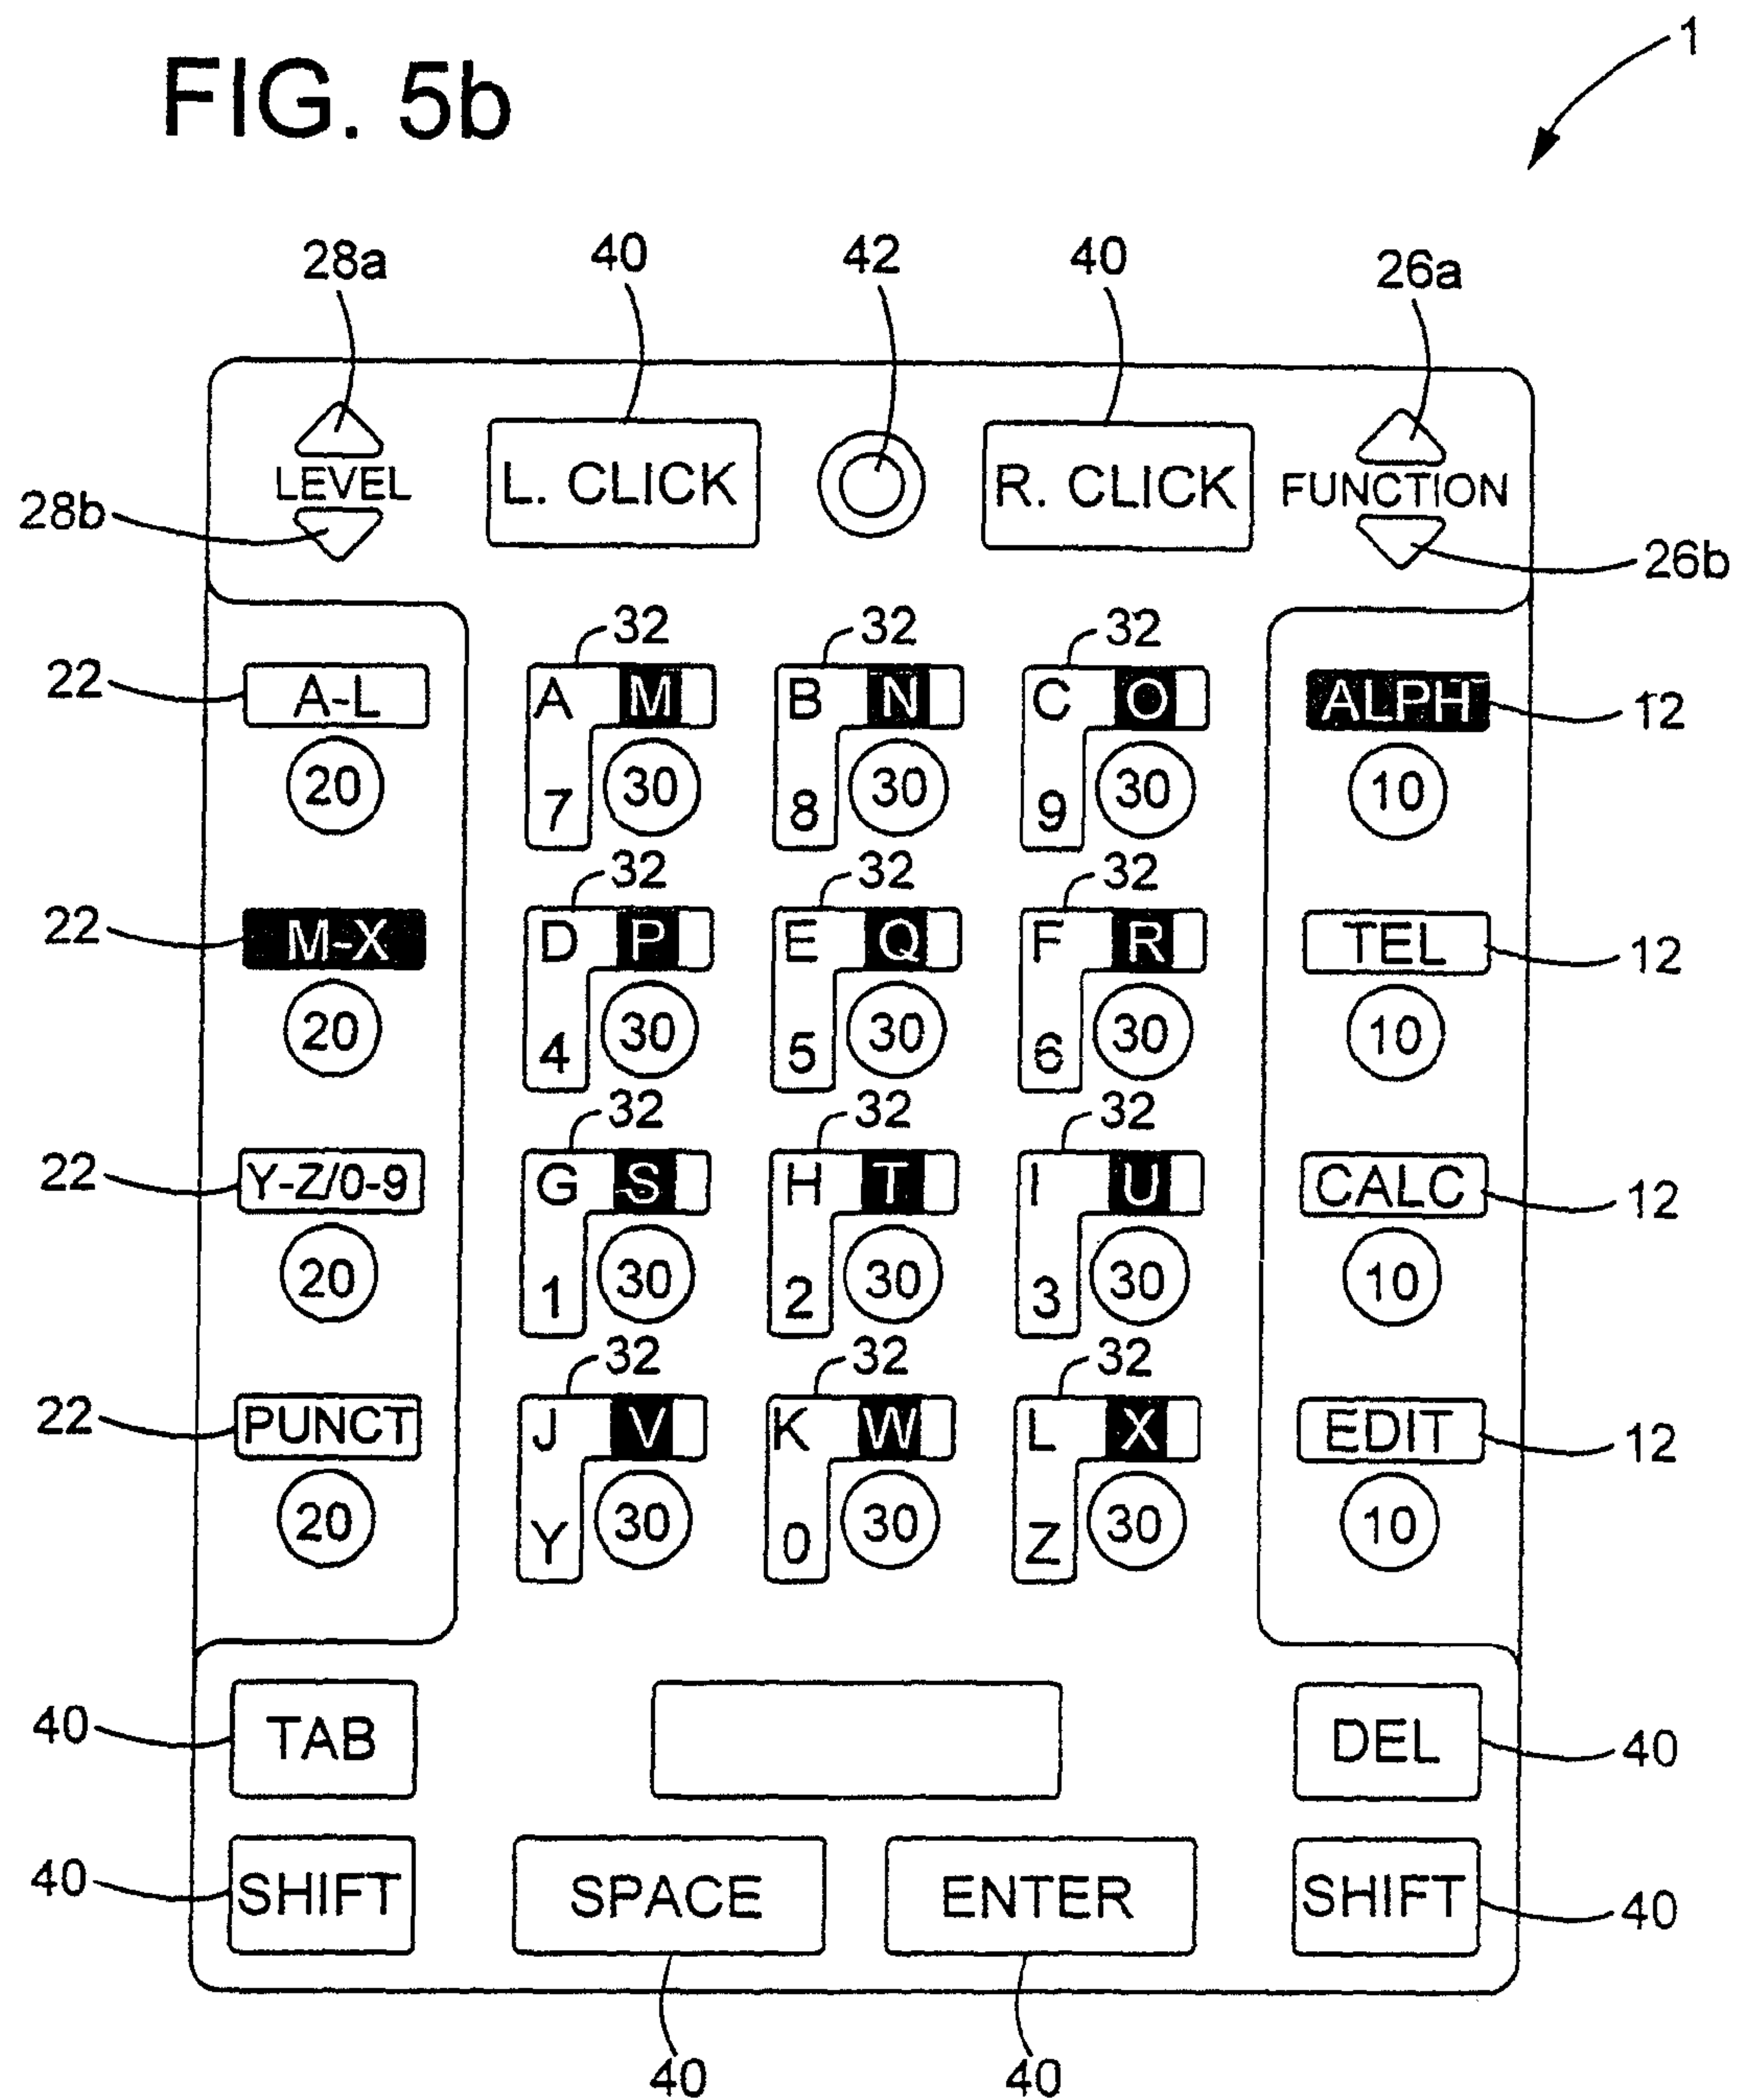 FIG. 5b
1
28a 40 42 40 26a
L. CLICK R. CLICK
LEVEL FUNCTION
28b 26b
32 32 32
22 A-L A M B N C O ALPH 12
20 7 30 8 30 9 30 10
32 32 32
22 M-X D P E Q F R TEL 12
20 4 30 5 30 6 30 10
32 32 32
22 Y-Z/0-9 G S H T I U CALC 12
20 1 30 2 30 3 30 10
32 32 32
22 PUNCT J V K W L X EDIT 12
20 Y 30 0 30 Z 30 10
40 TAB DEL 40
40 SHIFT SPACE ENTER SHIFT 40
40 40